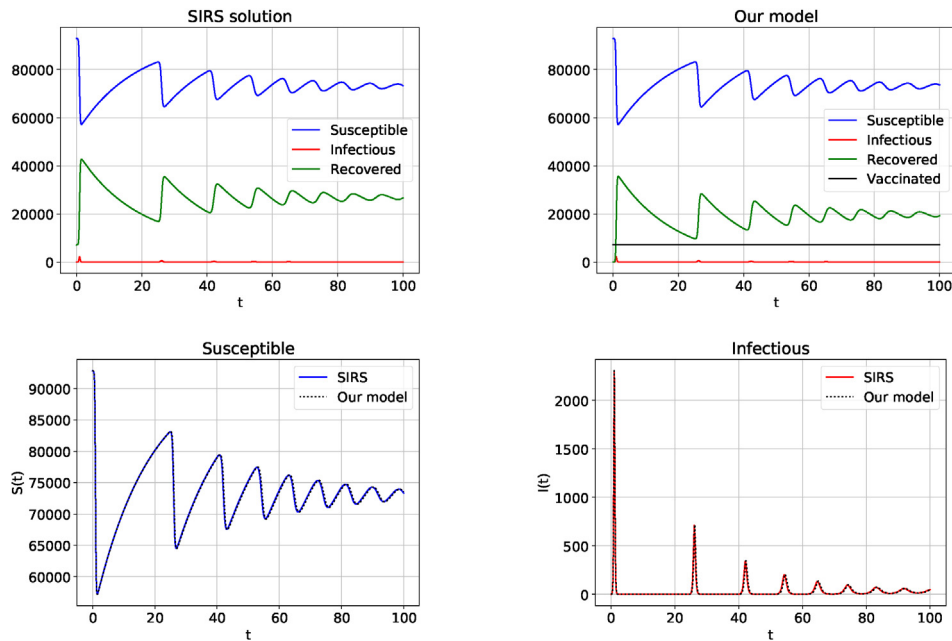 SIRS solution
80000
60000
40000
20000
0
Susceptible
Infectious
Recovered
0 20 40 60 80 100
t
Our model
80000
60000
40000
20000
0
Susceptible
Infectious
Recovered
Vaccinated
0 20 40 60 80 100
t
Susceptible
S(t)
90000
85000
80000
75000
70000
65000
60000
SIRS
Our model
0 20 40 60 80 100
t
Infectious
I(t)
2000
1500
1000
500
0
SIRS
Our model
0 20 40 60 80 100
t